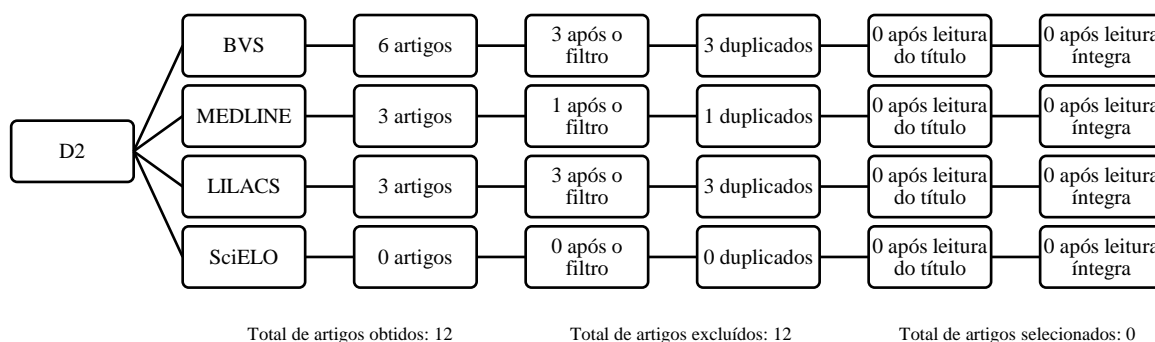 D2
BVS
6 artigos
3 após o
filtro
3 duplicados
0 após leitura
do título
0 após leitura
íntegra
MEDLINE
3 artigos
1 após o
filtro
1 duplicados
0 após leitura
do título
0 após leitura
íntegra
LILACS
3 artigos
3 após o
filtro
3 duplicados
0 após leitura
do título
0 após leitura
íntegra
SciELO
0 artigos
0 após o
filtro
0 duplicados
0 após leitura
do título
0 após leitura
íntegra
Total de artigos obtidos: 12
Total de artigos excluídos: 12
Total de artigos selecionados: 0